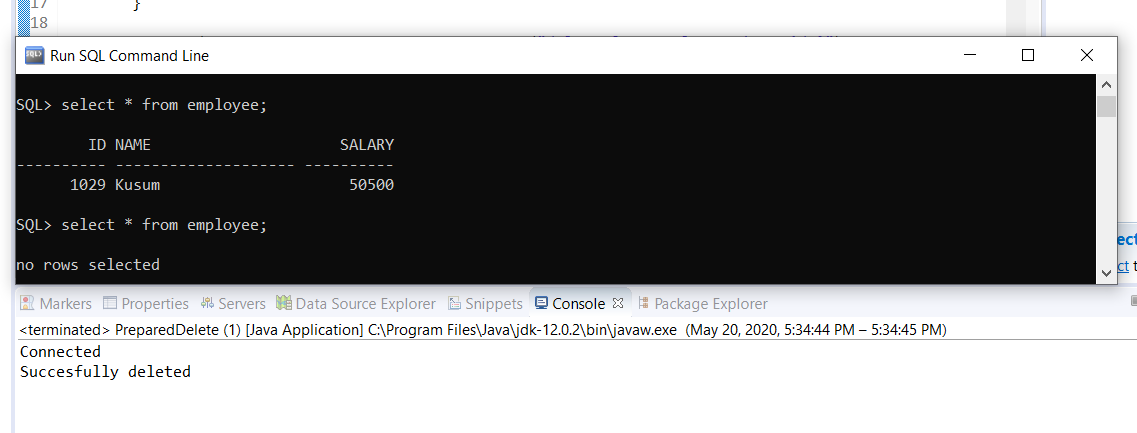 17 }
18
Run SQL Command Line
SQL> select * from employee;
ID NAME SALARY
---------- -------------------- ----------
1029 Kusum 50500
SQL> select * from employee;
no rows selected
ect
ct t
Markers Properties Servers Data Source Explorer Snippets Console Package Explorer
<terminated> PreparedDelete (1) [Java Application] C:\Program Files\Java\jdk-12.0.2\bin\javaw.exe (May 20, 2020, 5:34:44 PM – 5:34:45 PM)
Connected
Succesfully deleted